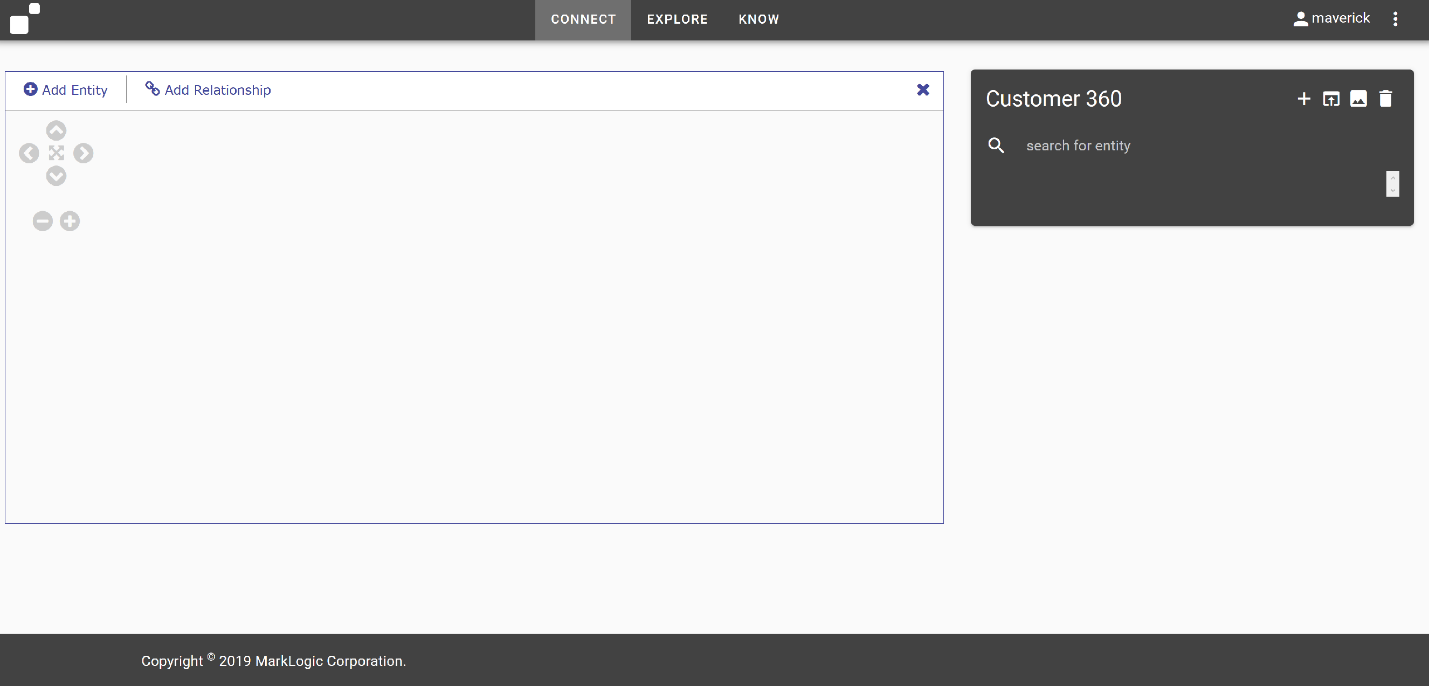 CONNECT EXPLORE KNOW maverick
Add Entity Add Relationship
Customer 360
search for entity
Copyright © 2019 MarkLogic Corporation.